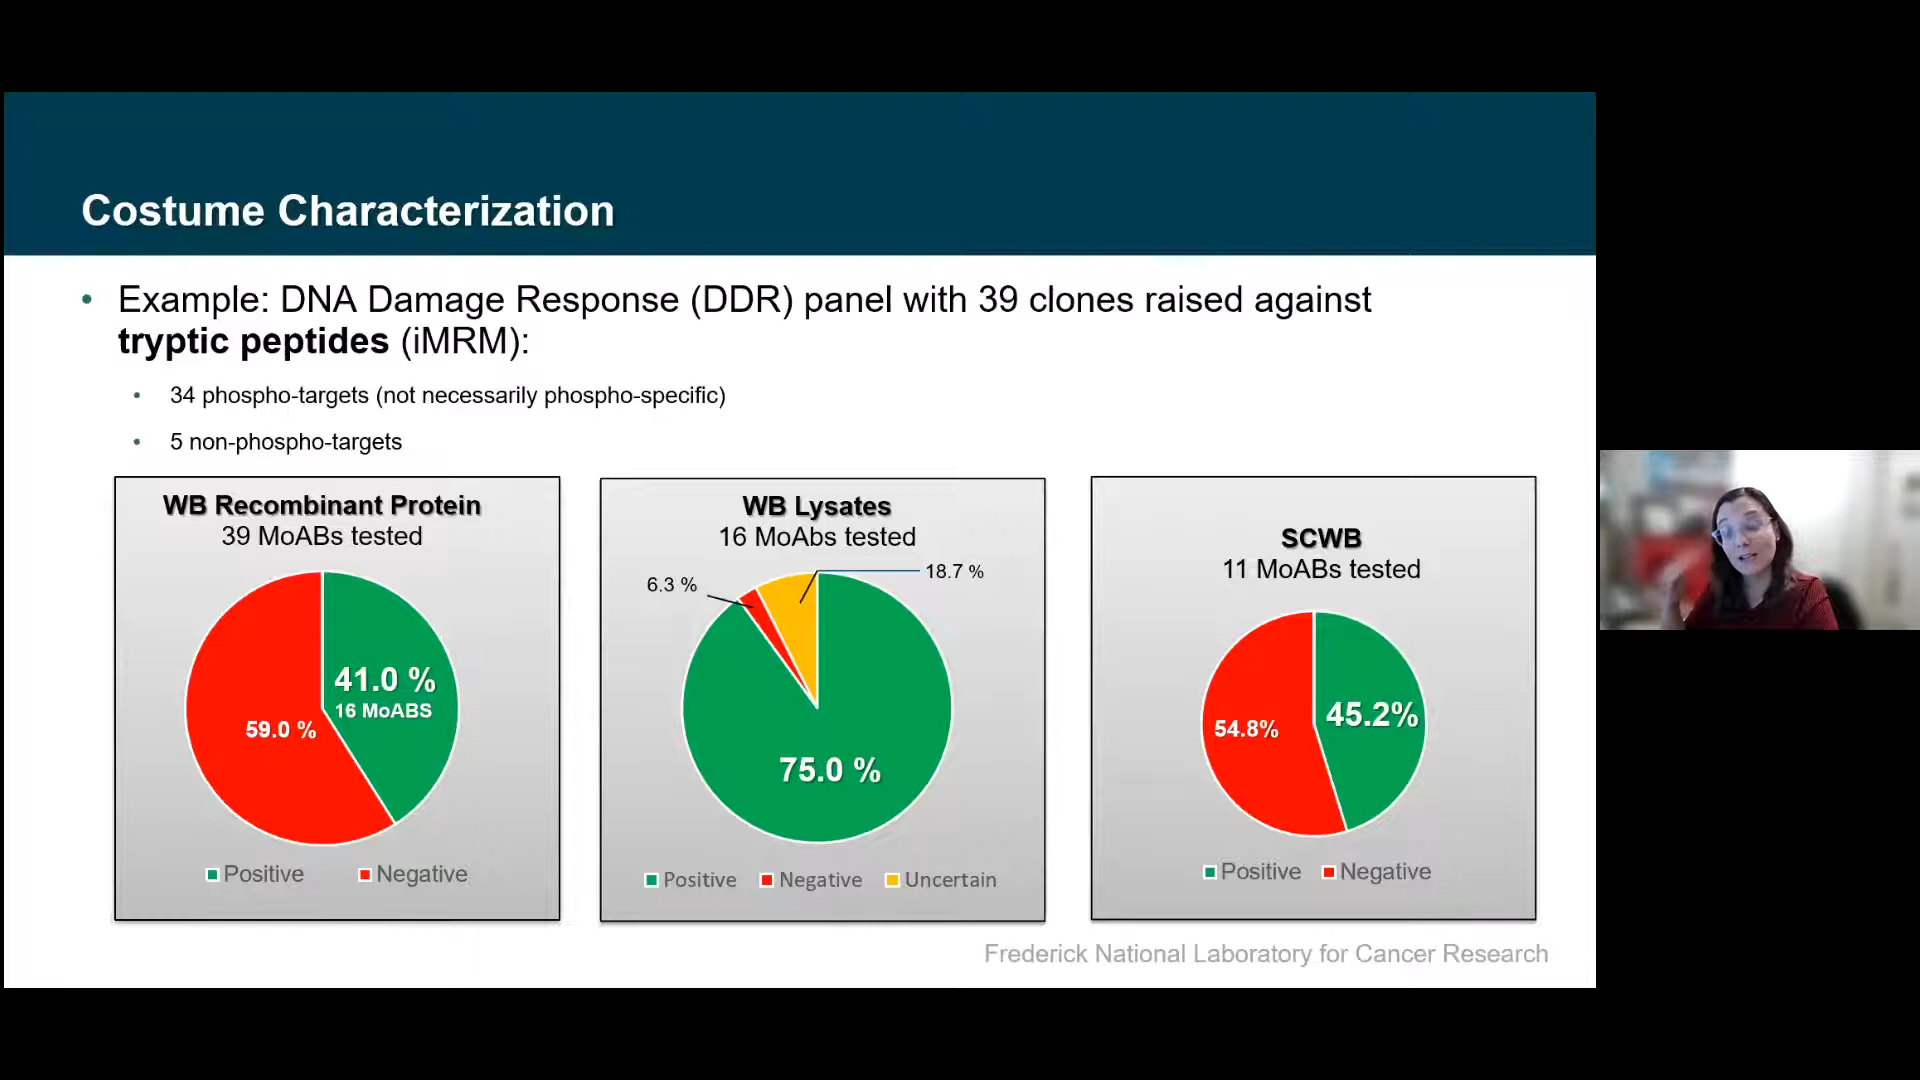 Costume Characterization
• Example: DNA Damage Response (DDR) panel with 39 clones raised against
tryptic peptides (iMRM):
• 34 phospho-targets (not necessarily phospho-specific)
• 5 non-phospho-targets
WB Recombinant Protein
39 MoABs tested
41.0 %
16 MoABS
59.0 %
Positive Negative
WB Lysates
16 MoAbs tested
6.3 %
18.7 %
75.0 %
Positive Negative Uncertain
SCWB
11 MoABs tested
45.2%
54.8%
Positive Negative
Frederick National Laboratory for Cancer Research